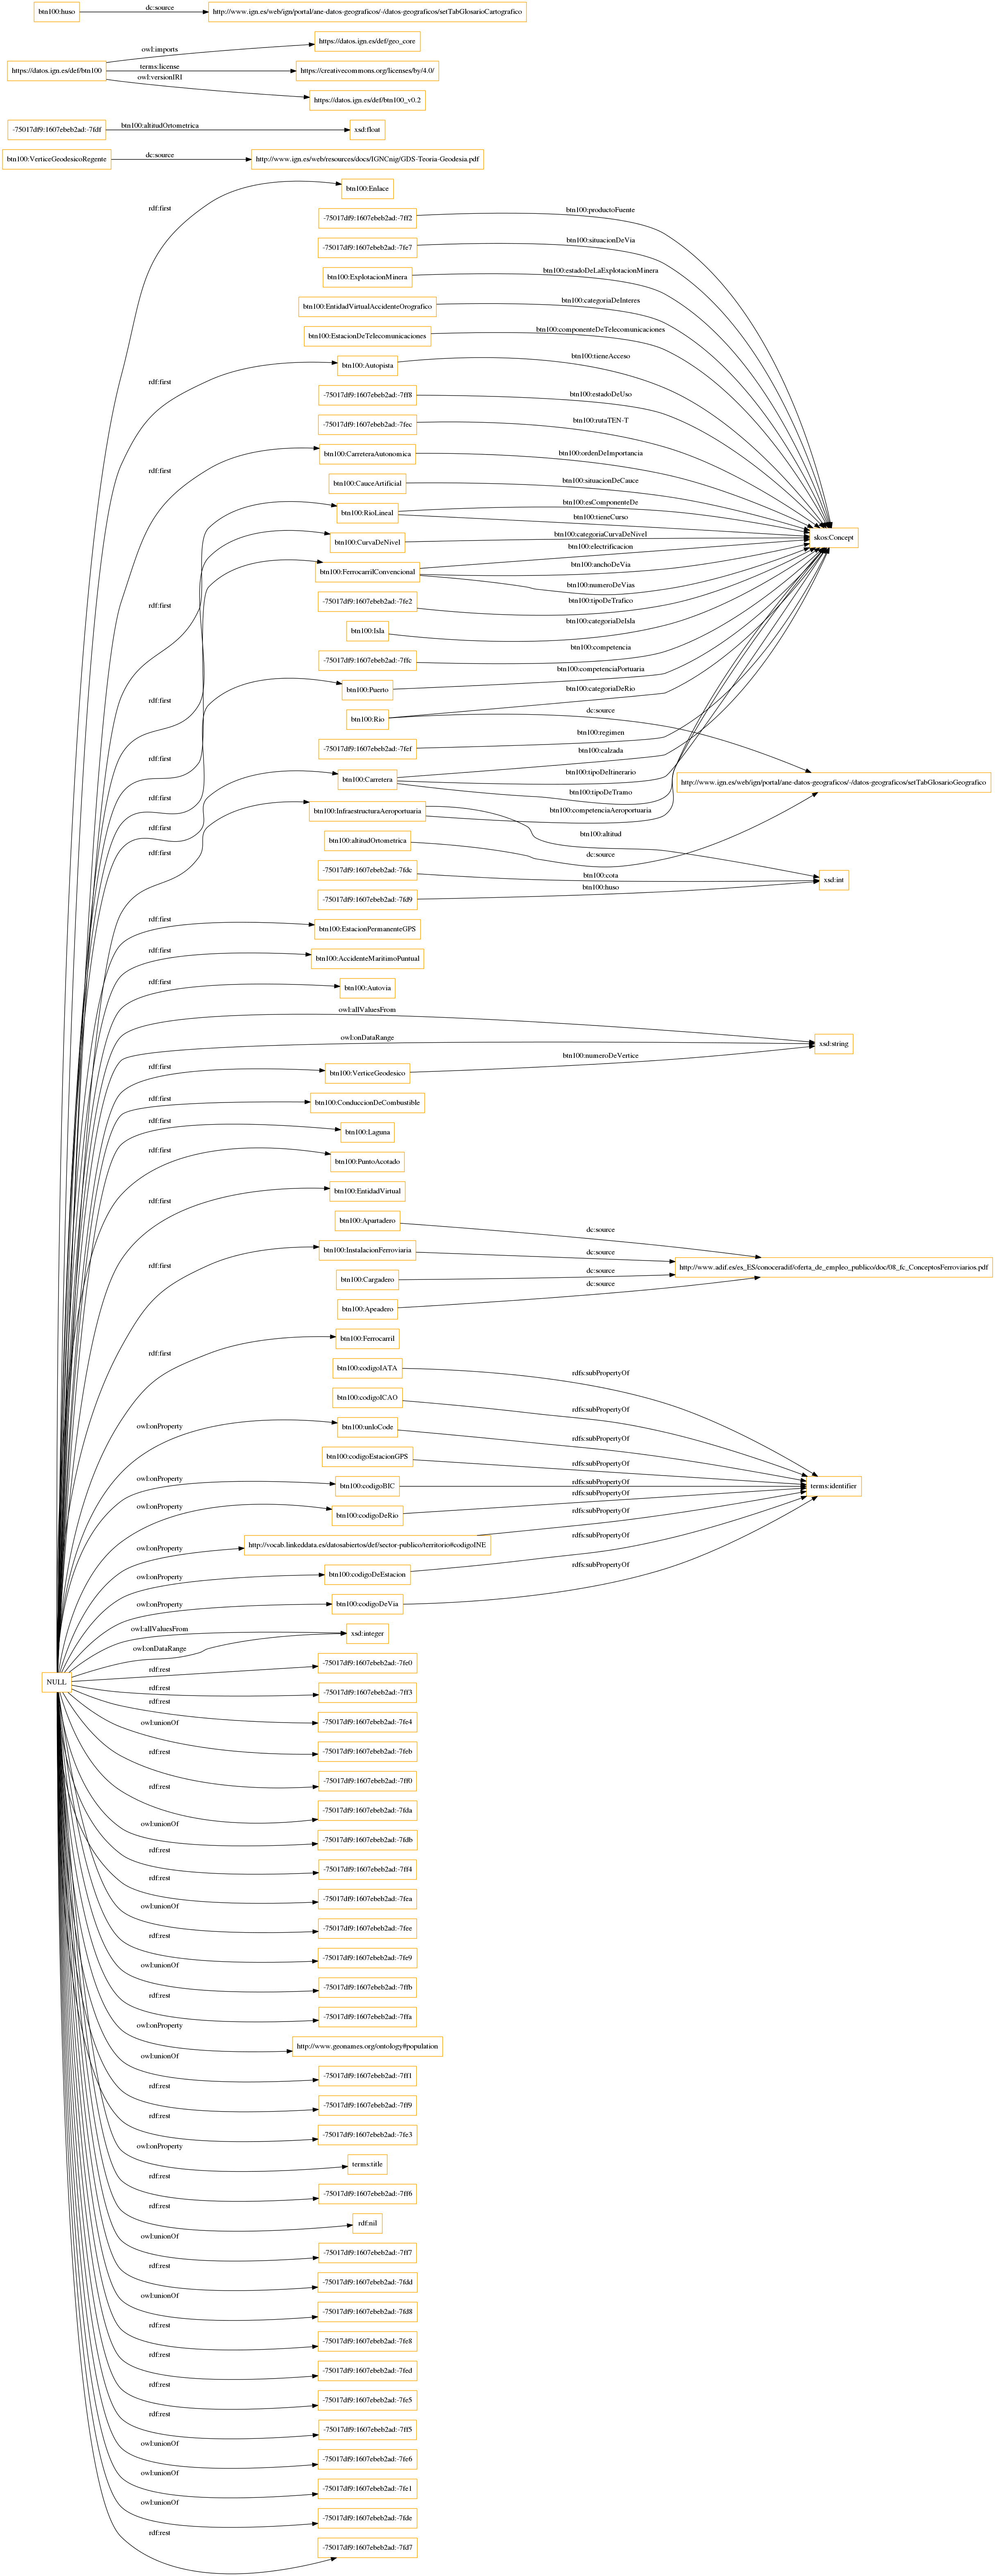 btn100:huso
dc:source
http://www.ign.es/web/ign/portal/ane-datos-geograficos/-/datos-geograficos/setTabGlosarioCartografico
https://datos.ign.es/def/btn100
owl:imports
https://datos.ign.es/def/geo_core
terms:license
https://creativecommons.org/licenses/by/4.0/
owl:versionIRI
https://datos.ign.es/def/btn100_v0.2
-75017df9:1607ebeb2ad:-7fdf
btn100:altitudOrtometrica
xsd:float
btn100:VerticeGeodesicoRegente
dc:source
http://www.ign.es/web/resources/docs/IGNCnig/GDS-Teoria-Geodesia.pdf
rdf:first
btn100:Enlace
-75017df9:1607ebeb2ad:-7ff2
btn100:productoFuente
-75017df9:1607ebeb2ad:-7fe7
btn100:situacionDeVia
btn100:ExplotacionMinera
btn100:estadoDeLaExplotacionMinera
btn100:EntidadVirtualAccidenteOrografico
btn100:categoriaDeInteres
btn100:EstacionDeTelecomunicaciones
btn100:componenteDeTelecomunicaciones
rdf:first
btn100:Autopista
btn100:tieneAcceso
-75017df9:1607ebeb2ad:-7ff8
btn100:estadoDeUso
-75017df9:1607ebeb2ad:-7fec
btn100:rutaTEN-T
rdf:first
btn100:CarreteraAutonomica
btn100:ordenDeImportancia
btn100:CauceArtificial
btn100:situacionDeCauce
rdf:first
btn100:RioLineal
btn100:esComponenteDe
btn100:tieneCurso
skos:Concept
rdf:first
btn100:CurvaDeNivel
btn100:categoriaCurvaDeNivel
rdf:first
btn100:FerrocarrilConvencional
btn100:electrificacion
btn100:anchoDeVia
btn100:numeroDeVias
-75017df9:1607ebeb2ad:-7fe2
btn100:tipoDeTrafico
btn100:Isla
btn100:categoriaDeIsla
-75017df9:1607ebeb2ad:-7ffc
btn100:competencia
rdf:first
btn100:Puerto
btn100:competenciaPortuaria
btn100:Rio
btn100:categoriaDeRio
dc:source
-75017df9:1607ebeb2ad:-7fef
btn100:regimen
rdf:first
btn100:Carretera
btn100:calzada
btn100:tipoDeItinerario
btn100:tipoDeTramo
http://www.ign.es/web/ign/portal/ane-datos-geograficos/-/datos-geograficos/setTabGlosarioGeografico
rdf:first
btn100:InfraestructuraAeroportuaria
btn100:competenciaAeroportuaria
btn100:altitud
btn100:altitudOrtometrica
dc:source
-75017df9:1607ebeb2ad:-7fdc
btn100:cota
xsd:int
-75017df9:1607ebeb2ad:-7fd9
btn100:huso
rdf:first
btn100:EstacionPermanenteGPS
rdf:first
btn100:AccidenteMaritimoPuntual
rdf:first
btn100:Autovia
owl:allValuesFrom
owl:onDataRange
xsd:string
rdf:first
btn100:VerticeGeodesico
btn100:numeroDeVertice
rdf:first
btn100:ConduccionDeCombustible
rdf:first
btn100:Laguna
rdf:first
btn100:PuntoAcotado
rdf:first
btn100:EntidadVirtual
btn100:Apartadero
dc:source
rdf:first
btn100:InstalacionFerroviaria
dc:source
http://www.adif.es/es_ES/conoceradif/oferta_de_empleo_publico/doc/08_fc_ConceptosFerroviarios.pdf
btn100:Cargadero
dc:source
btn100:Apeadero
dc:source
rdf:first
btn100:Ferrocarril
btn100:codigoIATA
rdfs:subPropertyOf
btn100:codigoICAO
rdfs:subPropertyOf
owl:onProperty
btn100:unloCode
rdfs:subPropertyOf
btn100:codigoEstacionGPS
rdfs:subPropertyOf
owl:onProperty
btn100:codigoBIC
rdfs:subPropertyOf
terms:identifier
owl:onProperty
btn100:codigoDeRio
rdfs:subPropertyOf
owl:onProperty
http://vocab.linkeddata.es/datosabiertos/def/sector-publico/territorio#codigoINE
rdfs:subPropertyOf
owl:onProperty
btn100:codigoDeEstacion
rdfs:subPropertyOf
owl:onProperty
btn100:codigoDeVia
rdfs:subPropertyOf
owl:allValuesFrom
xsd:integer
owl:onDataRange
NULL
rdf:rest
-75017df9:1607ebeb2ad:-7fe0
rdf:rest
-75017df9:1607ebeb2ad:-7ff3
rdf:rest
-75017df9:1607ebeb2ad:-7fe4
owl:unionOf
-75017df9:1607ebeb2ad:-7feb
rdf:rest
-75017df9:1607ebeb2ad:-7ff0
rdf:rest
-75017df9:1607ebeb2ad:-7fda
owl:unionOf
-75017df9:1607ebeb2ad:-7fdb
rdf:rest
-75017df9:1607ebeb2ad:-7ff4
rdf:rest
-75017df9:1607ebeb2ad:-7fea
owl:unionOf
-75017df9:1607ebeb2ad:-7fee
rdf:rest
-75017df9:1607ebeb2ad:-7fe9
owl:unionOf
-75017df9:1607ebeb2ad:-7ffb
rdf:rest
-75017df9:1607ebeb2ad:-7ffa
owl:onProperty
http://www.geonames.org/ontology#population
owl:unionOf
-75017df9:1607ebeb2ad:-7ff1
rdf:rest
-75017df9:1607ebeb2ad:-7ff9
rdf:rest
-75017df9:1607ebeb2ad:-7fe3
owl:onProperty
terms:title
rdf:rest
-75017df9:1607ebeb2ad:-7ff6
rdf:rest
rdf:nil
owl:unionOf
-75017df9:1607ebeb2ad:-7ff7
rdf:rest
-75017df9:1607ebeb2ad:-7fdd
owl:unionOf
-75017df9:1607ebeb2ad:-7fd8
rdf:rest
-75017df9:1607ebeb2ad:-7fe8
rdf:rest
-75017df9:1607ebeb2ad:-7fed
rdf:rest
-75017df9:1607ebeb2ad:-7fe5
rdf:rest
-75017df9:1607ebeb2ad:-7ff5
owl:unionOf
-75017df9:1607ebeb2ad:-7fe6
owl:unionOf
-75017df9:1607ebeb2ad:-7fe1
owl:unionOf
-75017df9:1607ebeb2ad:-7fde
rdf:rest
-75017df9:1607ebeb2ad:-7fd7